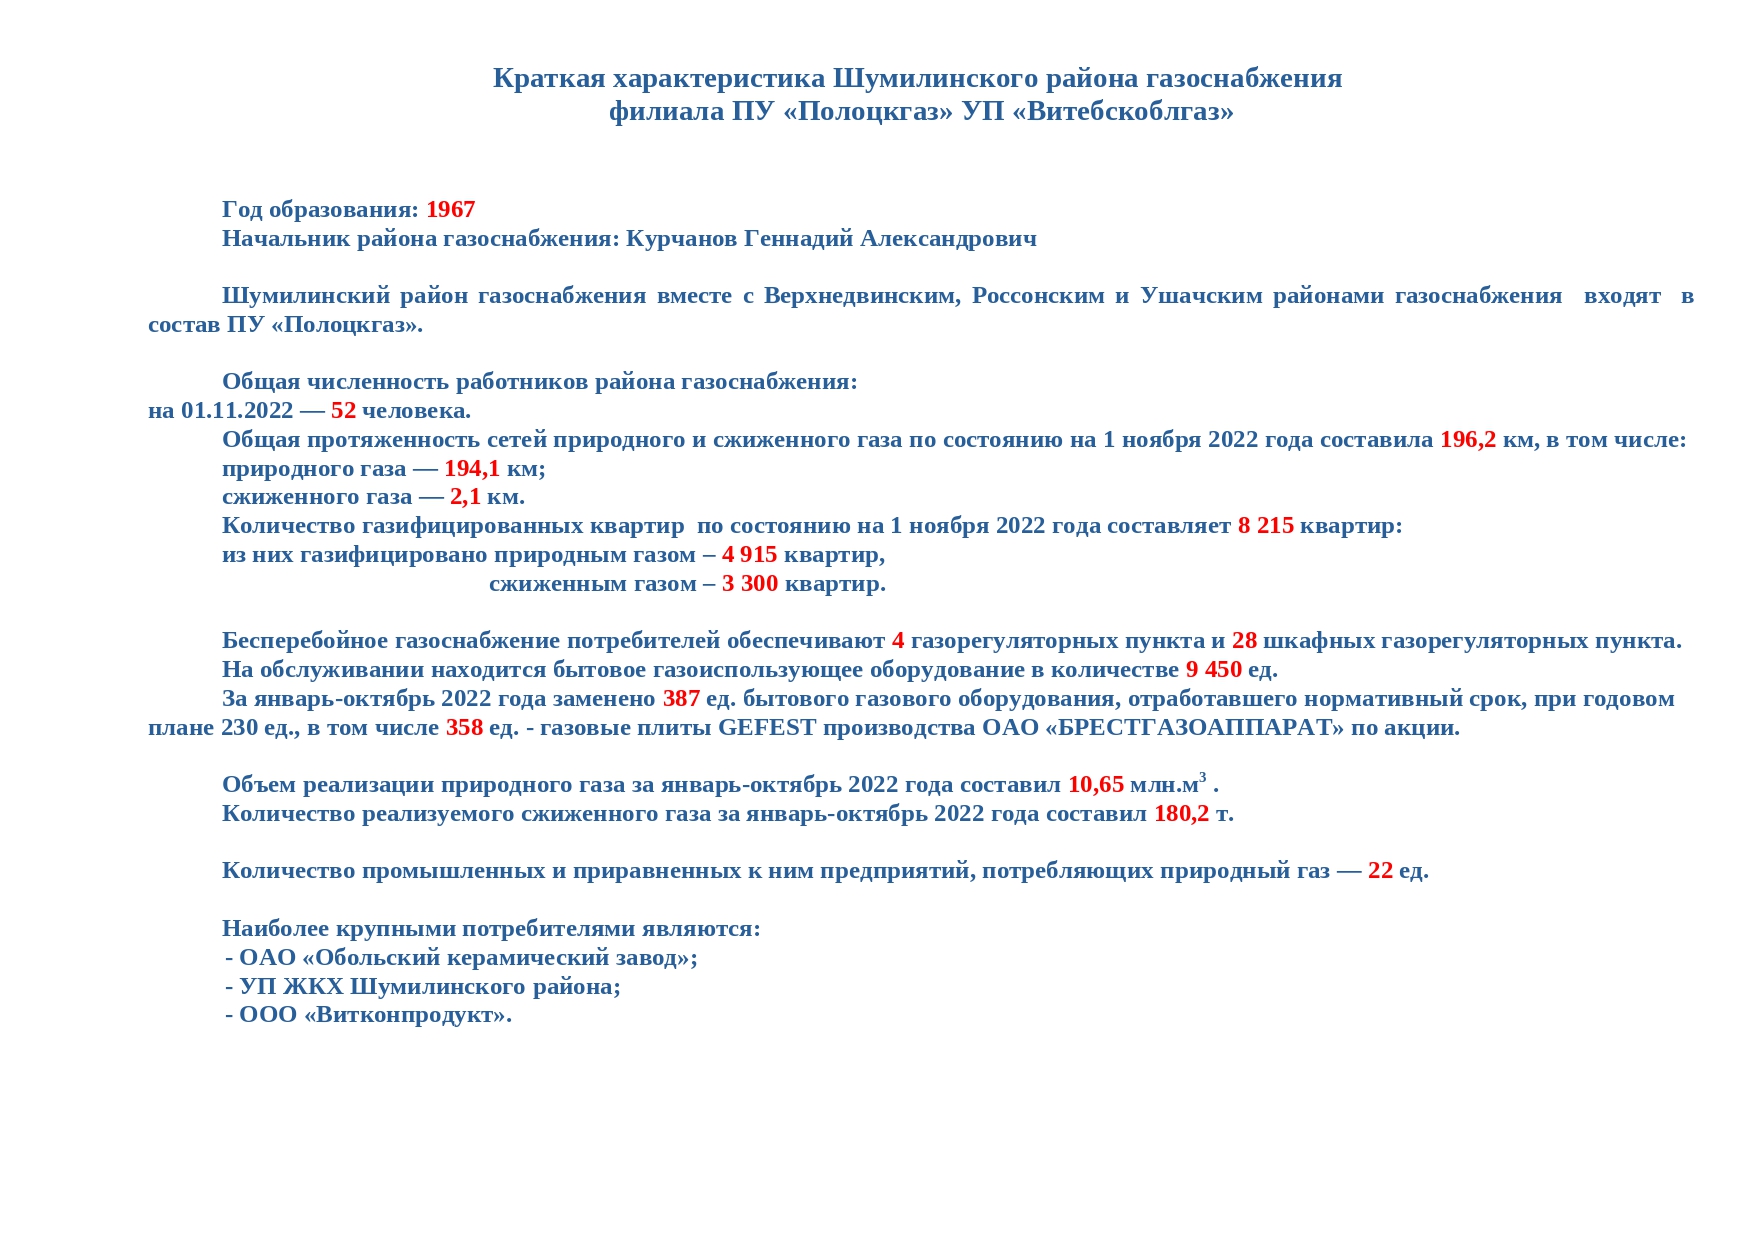 Краткая характеристика Шумилинского района газоснабжения
филиала ПУ «Полоцкгаз» УП «Витебскоблгаз»
Год образования: 1967
Начальник района газоснабжения: Курчанов Геннадий Александрович
Шумилинский район газоснабжения вместе с Верхнедвинским, Россонским и Ушачским районами газоснабжения входят в
состав ПУ «Полоцкгаз».
Общая численность работников района газоснабжения:
на 01.11.2022 — 52 человека.
Общая протяженность сетей природного и сжиженного газа по состоянию на 1 ноября 2022 года составила 196,2 км, в том числе:
природного газа — 194,1 км;
сжиженного газа — 2,1 км.
Количество газифицированных квартир по состоянию на 1 ноября 2022 года составляет 8 215 квартир:
из них газифицировано природным газом – 4 915 квартир,
сжиженным газом – 3 300 квартир.
Бесперебойное газоснабжение потребителей обеспечивают 4 газорегуляторных пункта и 28 шкафных газорегуляторных пункта.
На обслуживании находится бытовое газоиспользующее оборудование в количестве 9 450 ед.
За январь-октябрь 2022 года заменено 387 ед. бытового газового оборудования, отработавшего нормативный срок, при годовом
плане 230 ед., в том числе 358 ед. - газовые плиты GEFEST производства ОАО «БРЕСТГАЗОАППАРАТ» по акции.
Объем реализации природного газа за январь-октябрь 2022 года составил 10,65 млн.м³ .
Количество реализуемого сжиженного газа за январь-октябрь 2022 года составил 180,2 т.
Количество промышленных и приравненных к ним предприятий, потребляющих природный газ — 22 ед.
Наиболее крупными потребителями являются:
- ОАО «Обольский керамический завод»;
- УП ЖКХ Шумилинского района;
- ООО «Витконпродукт».